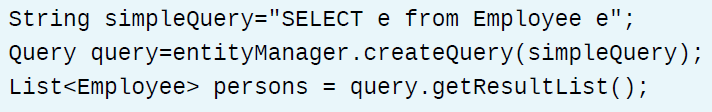 String simpleQuery="SELECT e from Employee e";
Query query=entityManager.createQuery(simpleQuery);
List<Employee> persons = query.getResultList();